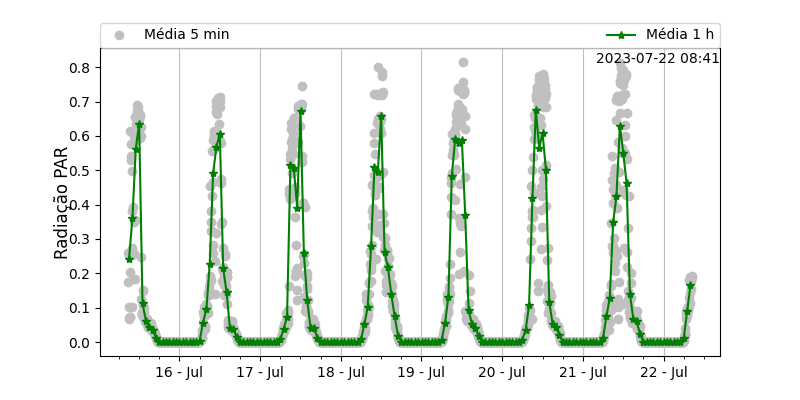 Média 5 min
Média 1 h
2023-07-22 08:41
Radiação PAR
0.8
0.7
0.6
0.5
0.4
0.3
0.2
0.1
0.0
16 - Jul
17 - Jul
18 - Jul
19 - Jul
20 - Jul
21 - Jul
22 - Jul